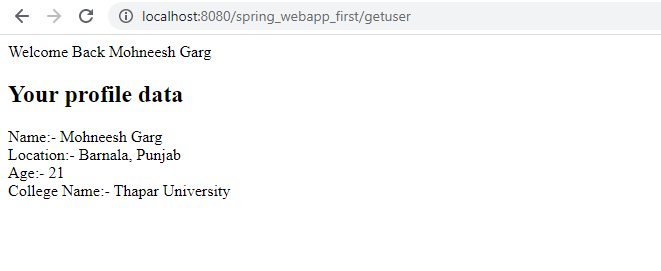 localhost:8080/spring_webapp_first/getuser
Welcome Back Mohneesh Garg
Your profile data
Name:- Mohneesh Garg
Location:- Barnala, Punjab
Age:- 21
College Name:- Thapar University